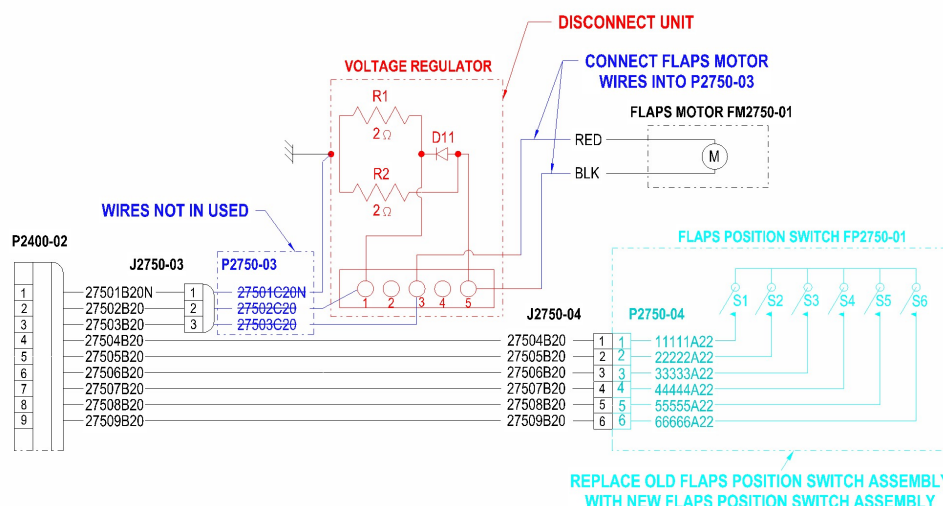 DISCONNECT UNIT
VOLTAGE REGULATOR
CONNECT FLAPS MOTOR
WIRES INTO P2750-03
FLAPS MOTOR FM2750-01
R1
2 Ω
D11
R2
2 Ω
RED
BLK
M
WIRES NOT IN USED
FLAPS POSITION SWITCH FP2750-01
P2400-02
J2750-03
P2750-03
1 2 3 4 5
S1 S2 S3 S4 S5 S6
1 27501B20N 1 27501C20N
2 27502B20 2 27502C20
3 27503B20 3 27503C20
J2750-04
P2750-04
4 27504B20 27504B20 1 1 11111A22
5 27505B20 27505B20 2 2 22222A22
6 27506B20 27506B20 3 3 33333A22
7 27507B20 27507B20 4 4 44444A22
8 27508B20 27508B20 5 5 55555A22
9 27509B20 27509B20 6 6 66666A22
REPLACE OLD FLAPS POSITION SWITCH ASSEMBLY
WITH NEW FLAPS POSITION SWITCH ASSEMBLY